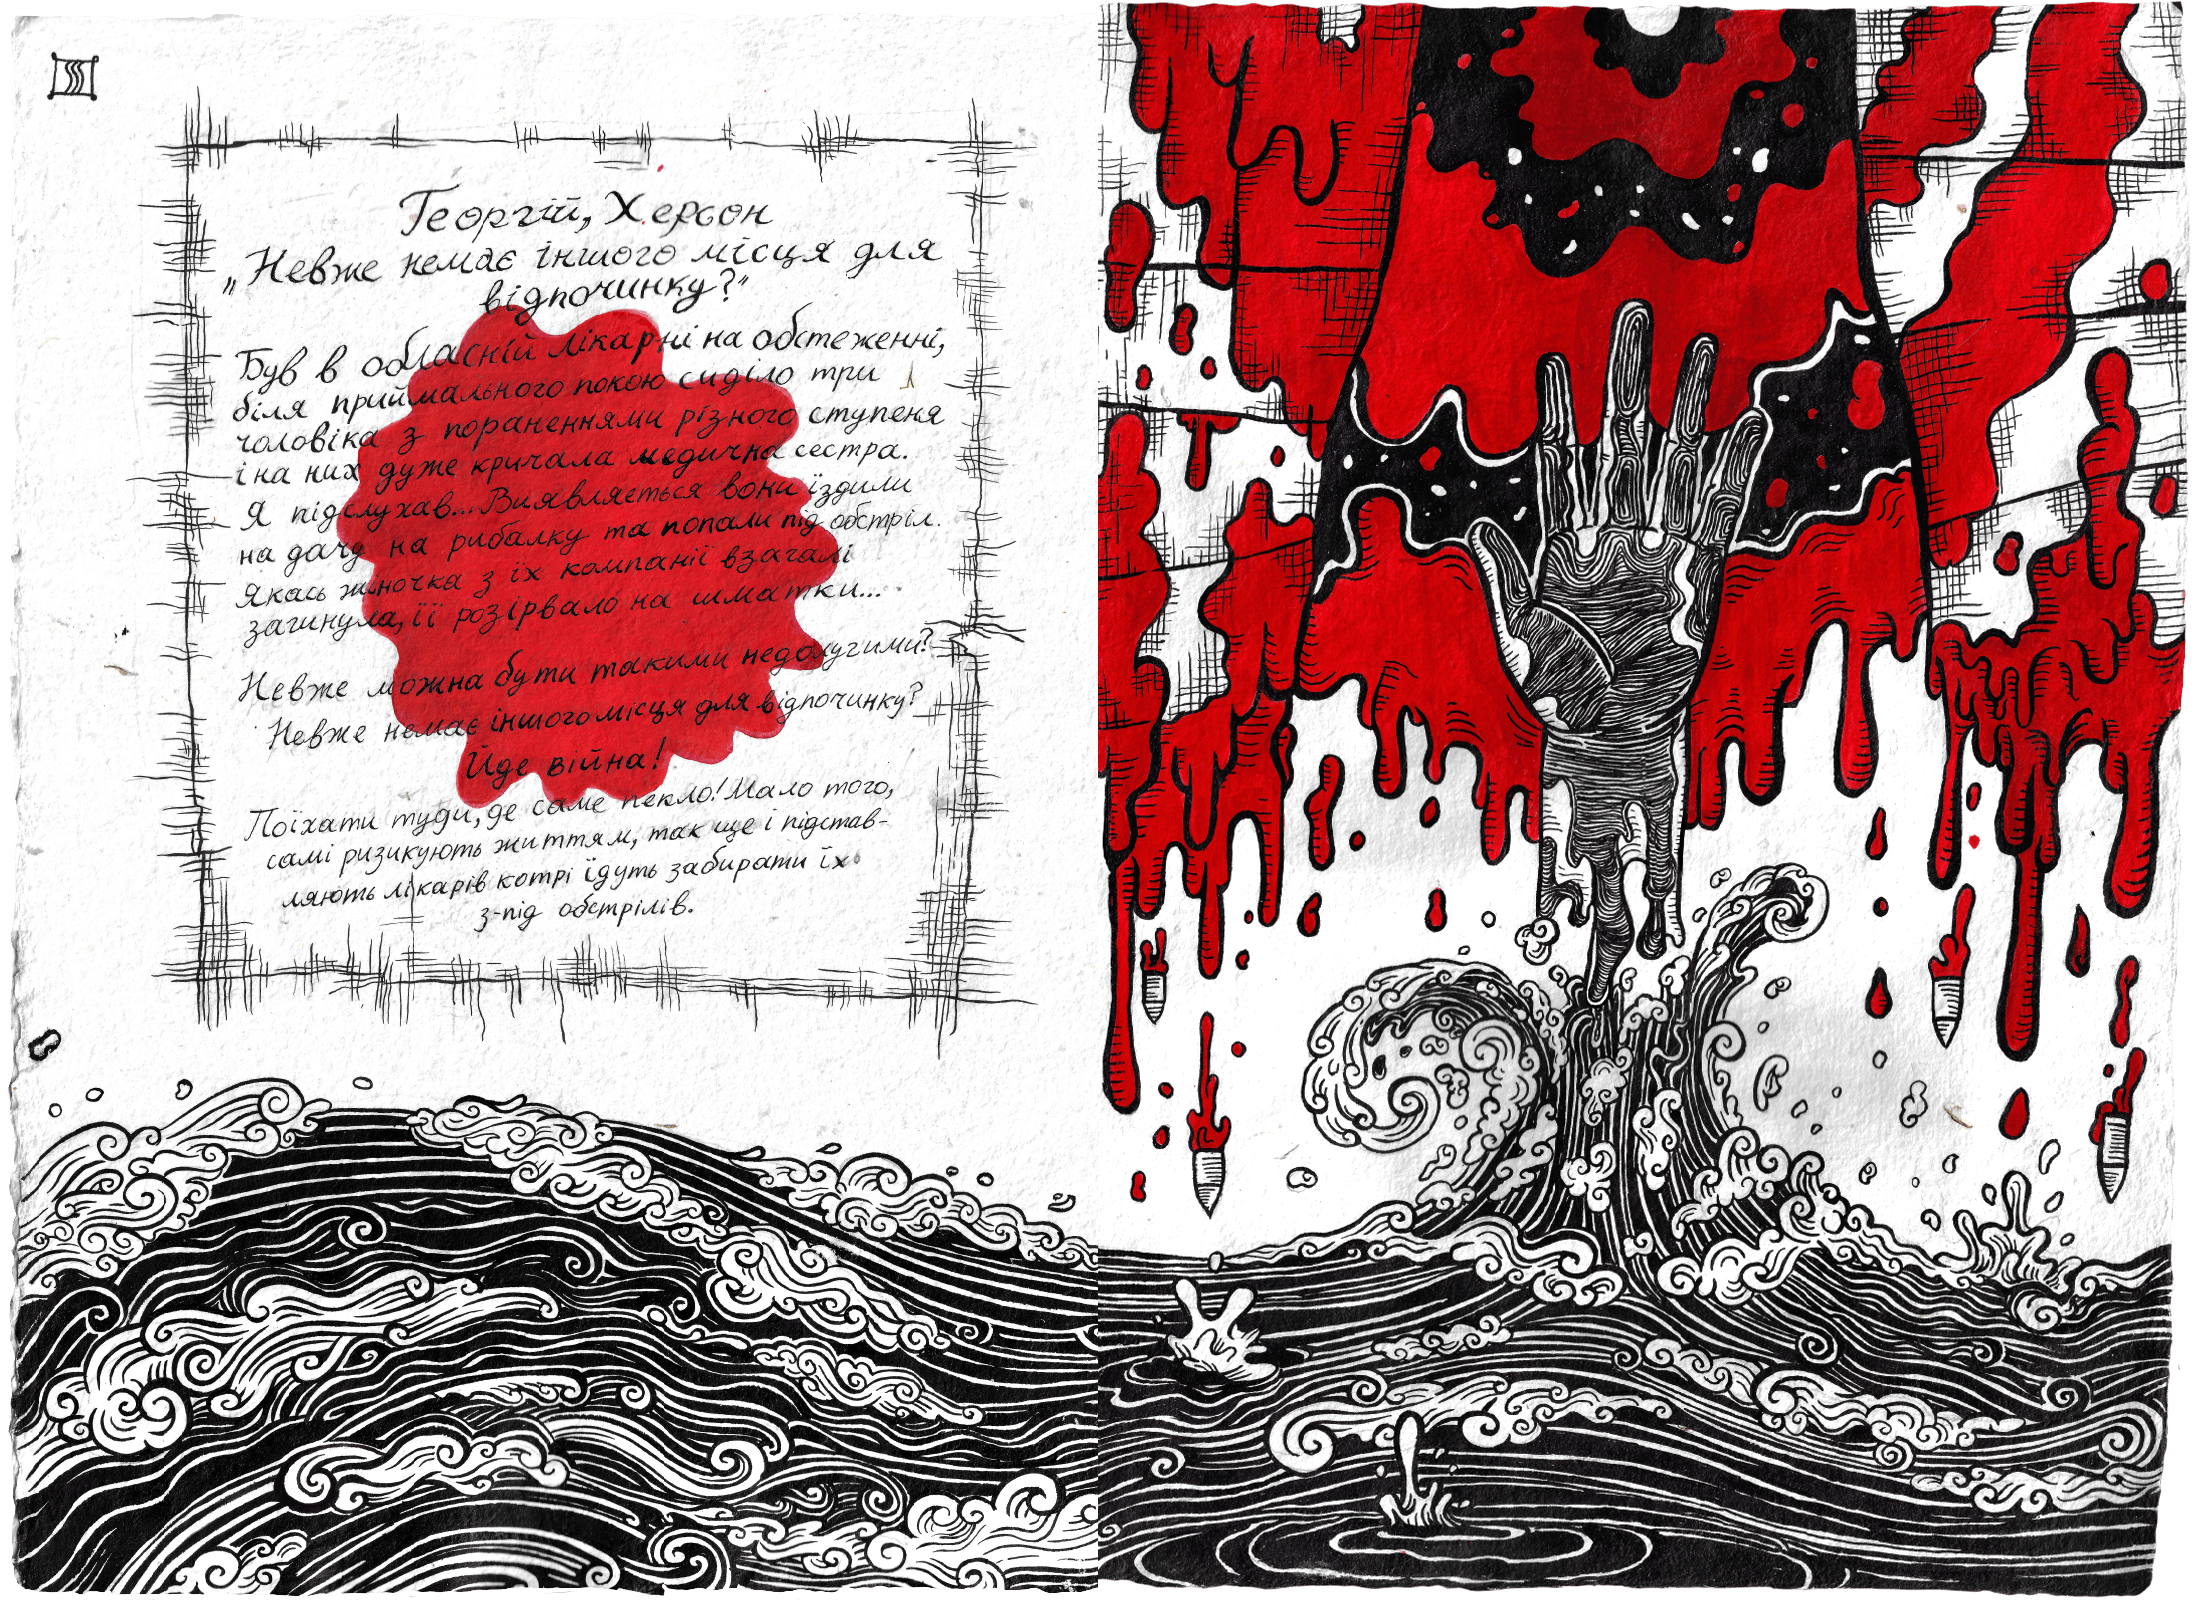 Георгій, Херсон
„Невже немає іншого місця для
відпочинку?"
Був в обласній лікарні на обстеженні,
біля приймального покою сиділо три
чоловіка з пораненнями різного ступеня
і на них дуже кричала медична сестра.
Я підслухав... Виявляється вони їздили
на дачу на рибалку та попали під обстріл.
Якась жіночка з їх компанії взагалі
загинула, її розірвало на шматки...
Невже можна бути такими недолугими?
Невже немає іншого місця для відпочинку?
Йде війна!
Поїхати туди, де саме пекло! Мало того,
самі ризикують життям, так ще і підстав-
ляють лікарів котрі їдуть забирати їх
з-під обстрілів.